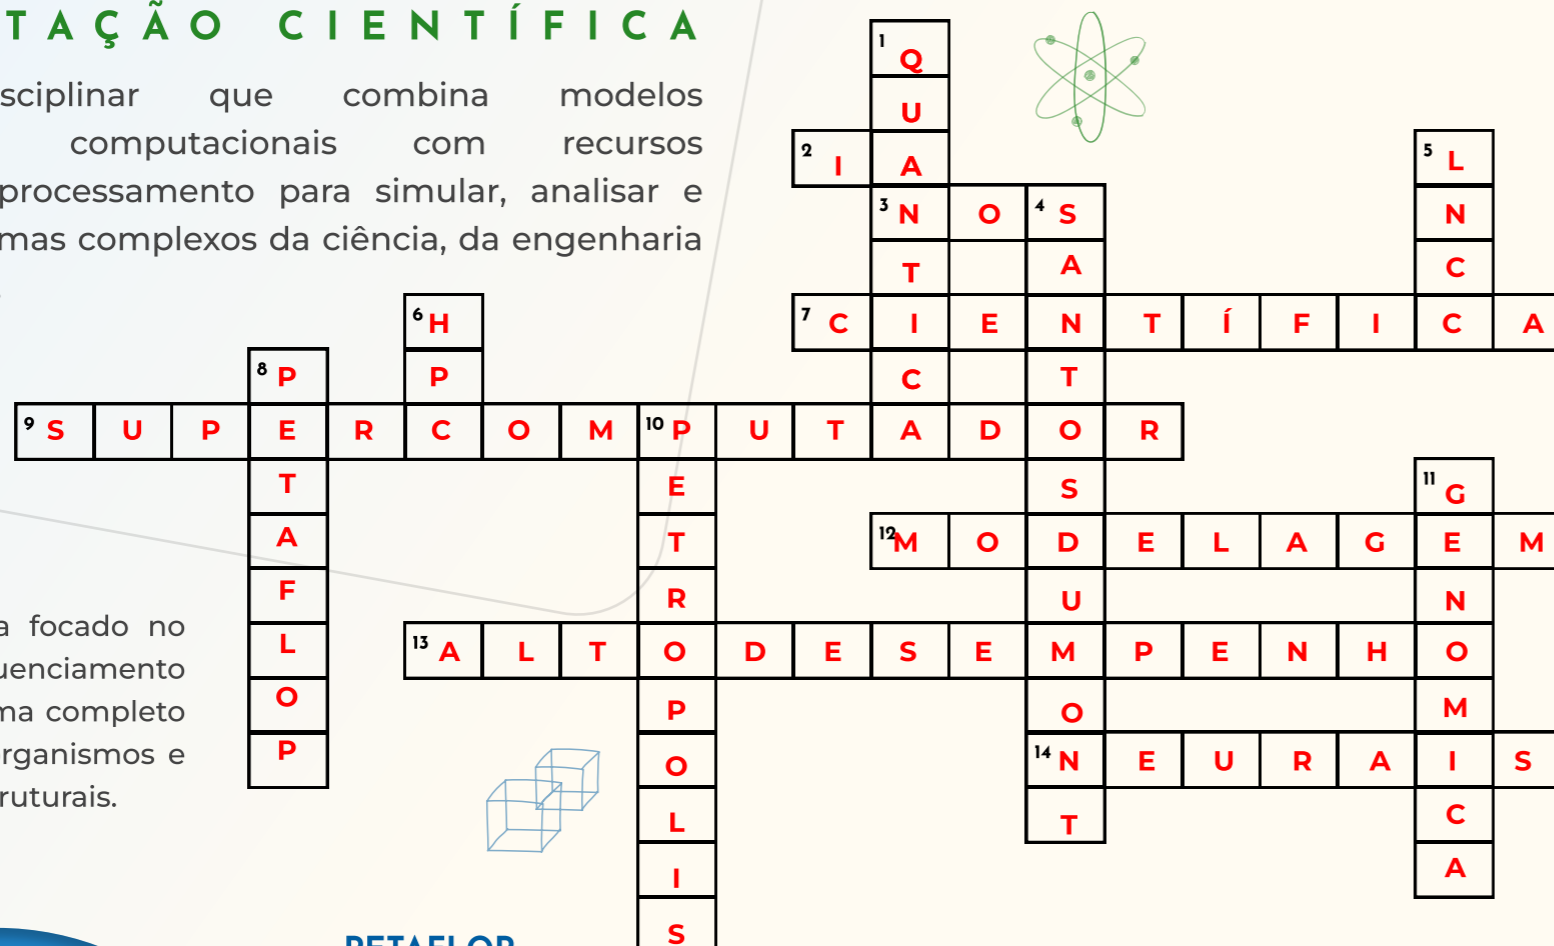 TAÇÃO CIENTÍFICA
sciplinar que combina modelos
computacionais com recursos
processamento para simular, analisar e
mas complexos da ciência, da engenharia
1 Q
U
2 I A
5 L
3 N O 4 S
N
T A
C
6 H
7 C I E N T Í F I C A
8 P
P
C T
9 S U P E R C O M 10 P U T A D O R
T
E
S
11 G
A
T
12 M O D E L A G E M
F
R
U
N
L
13 A L T O D E S E M P E N H O
O
P
O
M
P
O
14 N E U R A I S
L
T
C
I
A
S
a focado no
uenciamento
ma completo
rganismos e
ruturais.
PETAFLOP